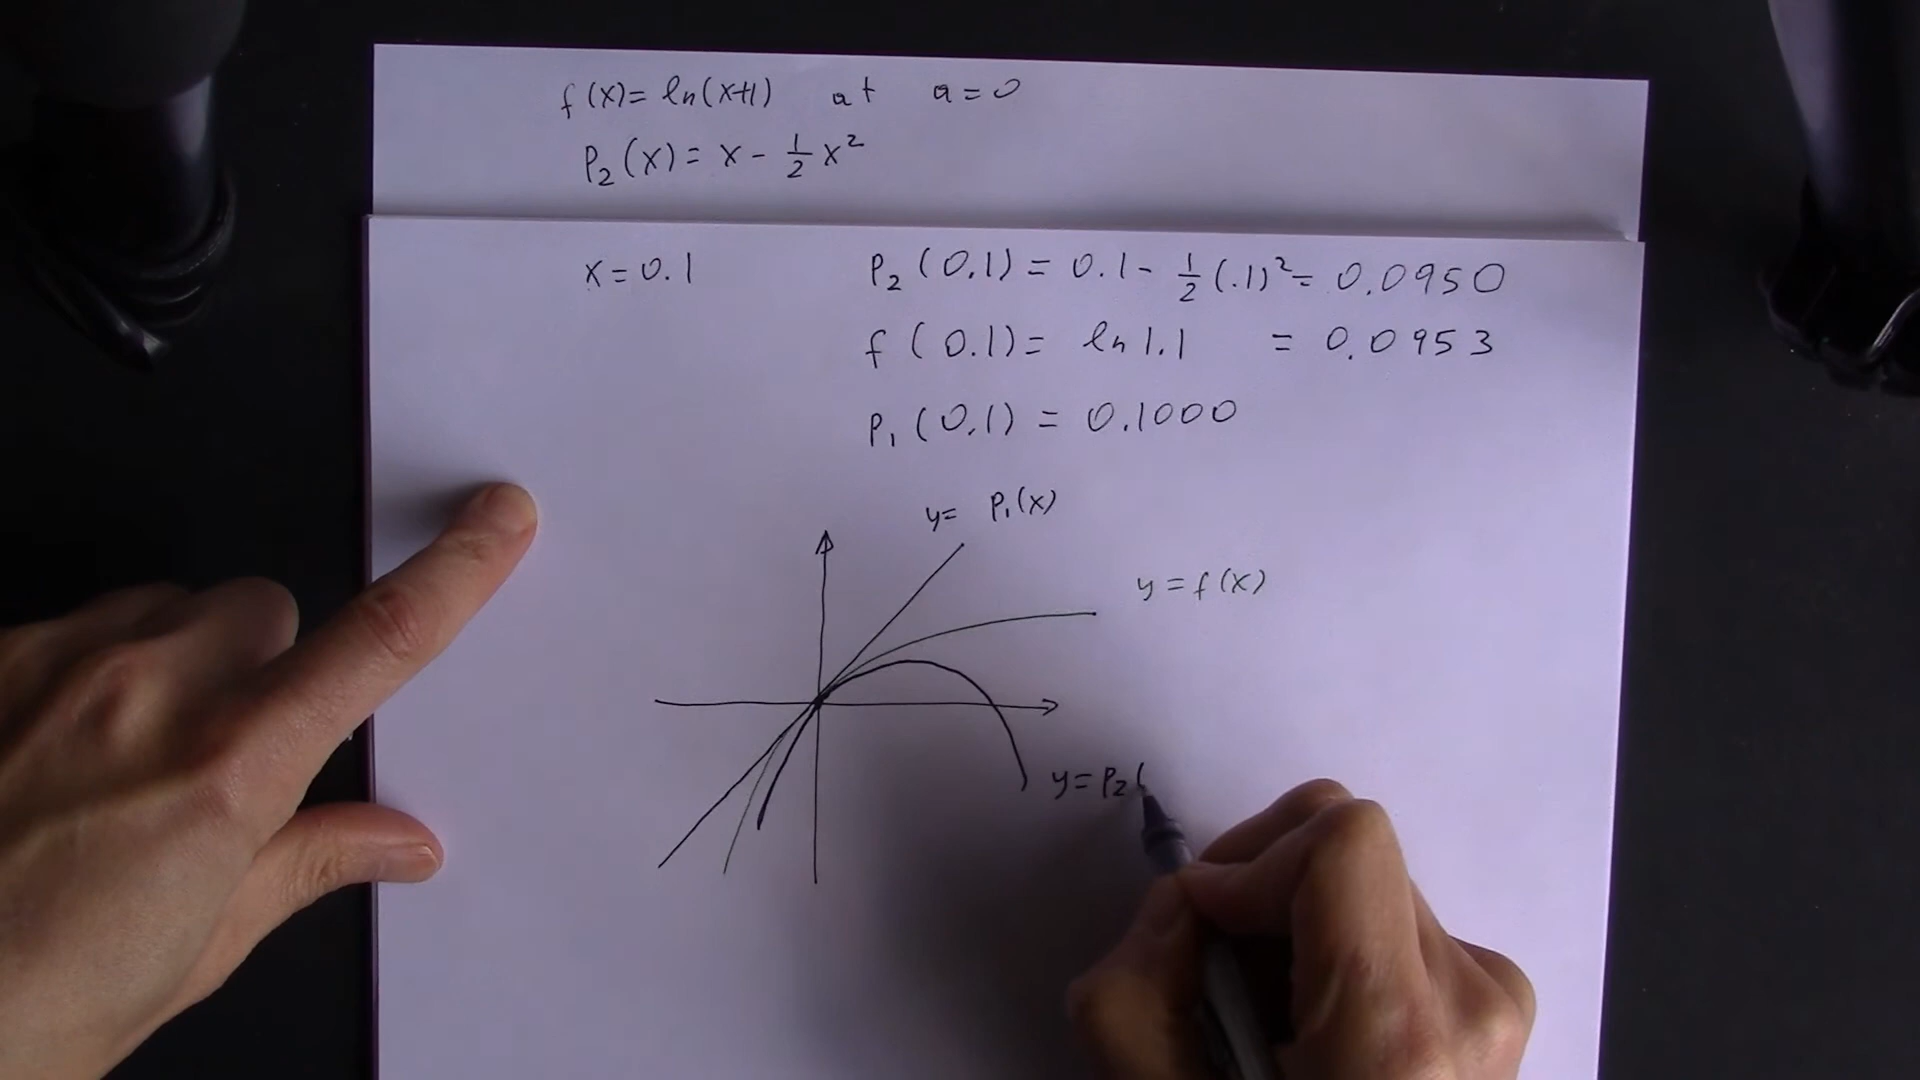 f(x)= ln(x+1) at a=0
P₂(x)= x - 1/2 x²
x=0.1
P₂(0.1) = 0.1 - 1/2 (.1)² = 0.0950
f(0.1)= ln 1.1 = 0.0953
P₁(0.1) = 0.1000
y= P₁(x)
y=f(x)
y=P₂(